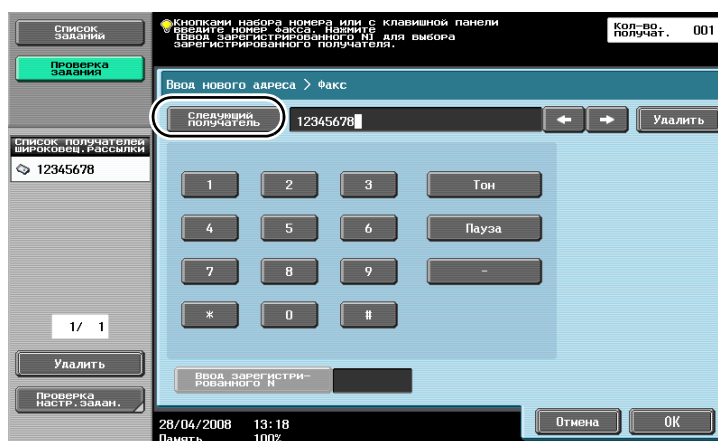 Список
заданий
Проверка
задания
Кнопками набора номера или с клавишной панели
введите номер факса. Нажмите
[Ввод зарегистрированного N] для выбора
зарегистрированного получателя.
Кол-во.
получат. 001
Ввод нового адреса > Факс
Следующий
получатель
12345678
Удалить
Список получателей
широковещ.рассылки
12345678
1 2 3 Тон
4 5 6 Пауза
7 8 9 -
* 0 #
1/ 1
Удалить
Проверка
настр.задан.
Ввод зарегистри-
рованного N
28/04/2008 13:18
Память 100%
Отмена
OK